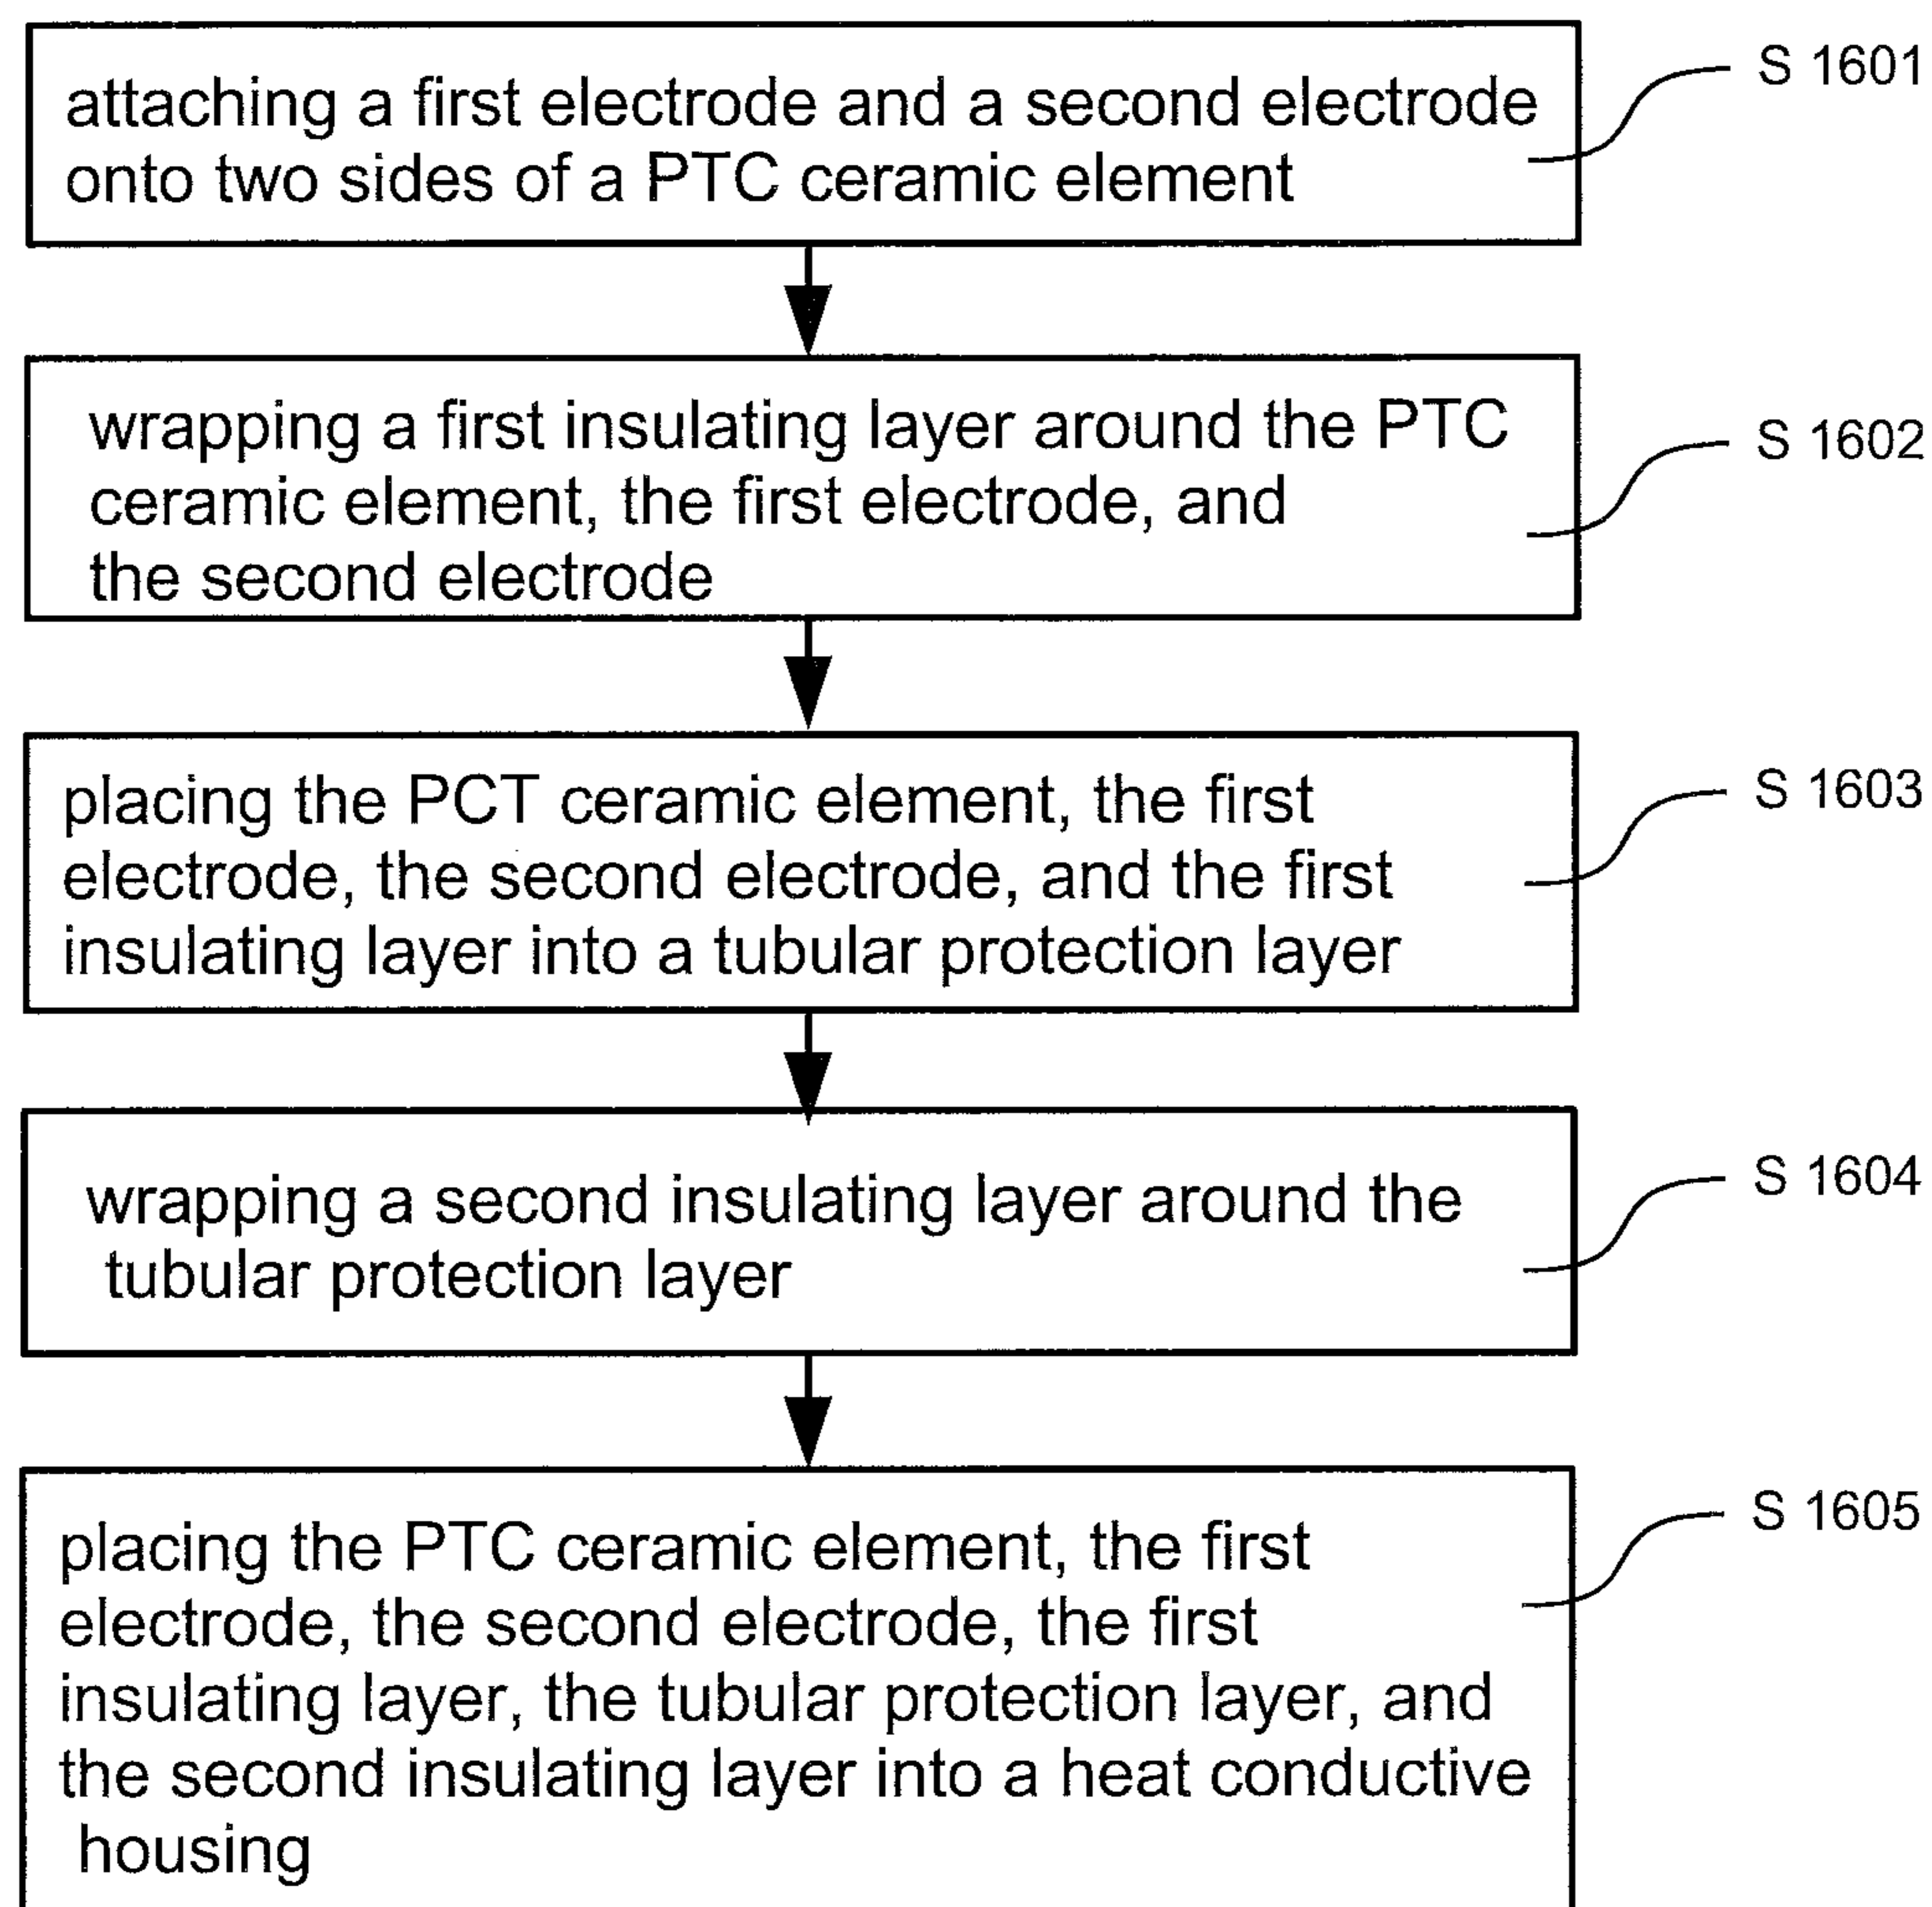 attaching a first electrode and a second electrode
onto two sides of a PTC ceramic element
S 1601
wrapping a first insulating layer around the PTC
ceramic element, the first electrode, and
the second electrode
S 1602
placing the PCT ceramic element, the first
electrode, the second electrode, and the first
insulating layer into a tubular protection layer
S 1603
wrapping a second insulating layer around the
tubular protection layer
S 1604
placing the PTC ceramic element, the first
electrode, the second electrode, the first
insulating layer, the tubular protection layer, and
the second insulating layer into a heat conductive
housing
S 1605